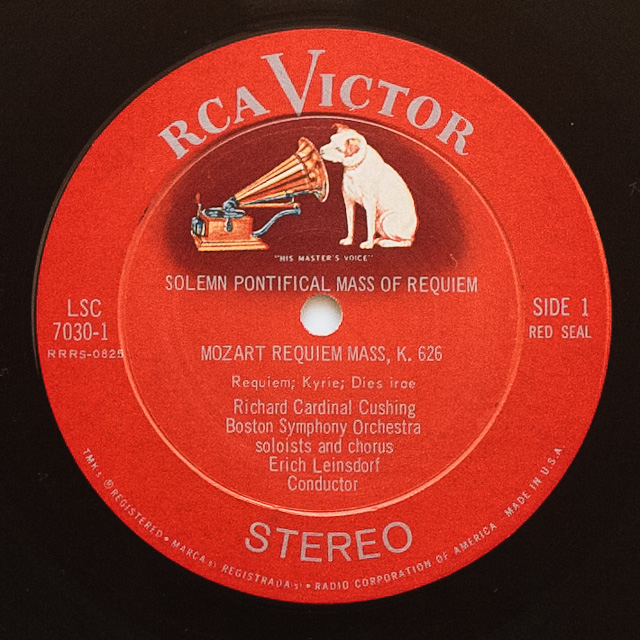 RCA VICTOR
"HIS MASTER'S VOICE"
SOLEMN PONTIFICAL MASS OF REQUIEM
LSC
7030-1
RRRS-0825
SIDE 1
RED SEAL
MOZART REQUIEM MASS, K. 626
Requiem; Kyrie; Dies irae
Richard Cardinal Cushing
Boston Symphony Orchestra
soloists and chorus
Erich Leinsdorf
Conductor
STEREO
TMK(s) ® REGISTERED • MARCA(s) REGISTRADA(s) • RADIO CORPORATION OF AMERICA MADE IN U.S.A.